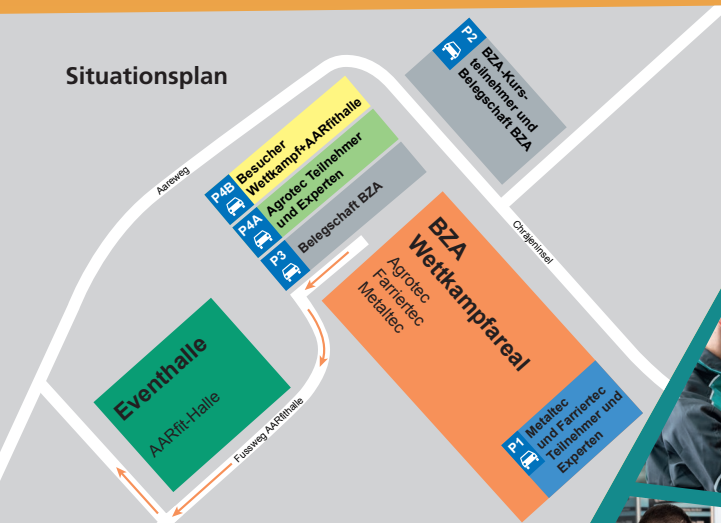 Situationsplan
P2
BZA-Kurs-
teilnehmer und
Belegschaft BZA
Aareweg
P4B
Besucher
Wettkampf+AARfithalle
P4A
Agrotec Teilnehmer
und Experten
P3
Belegschaft BZA
Chräjeninsel
BZA
Wettkampfareal
Agrotec
Farriertec
Metaltec
Eventhalle
AARfit-Halle
Fussweg AARfithalle
P1
Metaltec
und Farriertec
Teilnehmer und
Experten